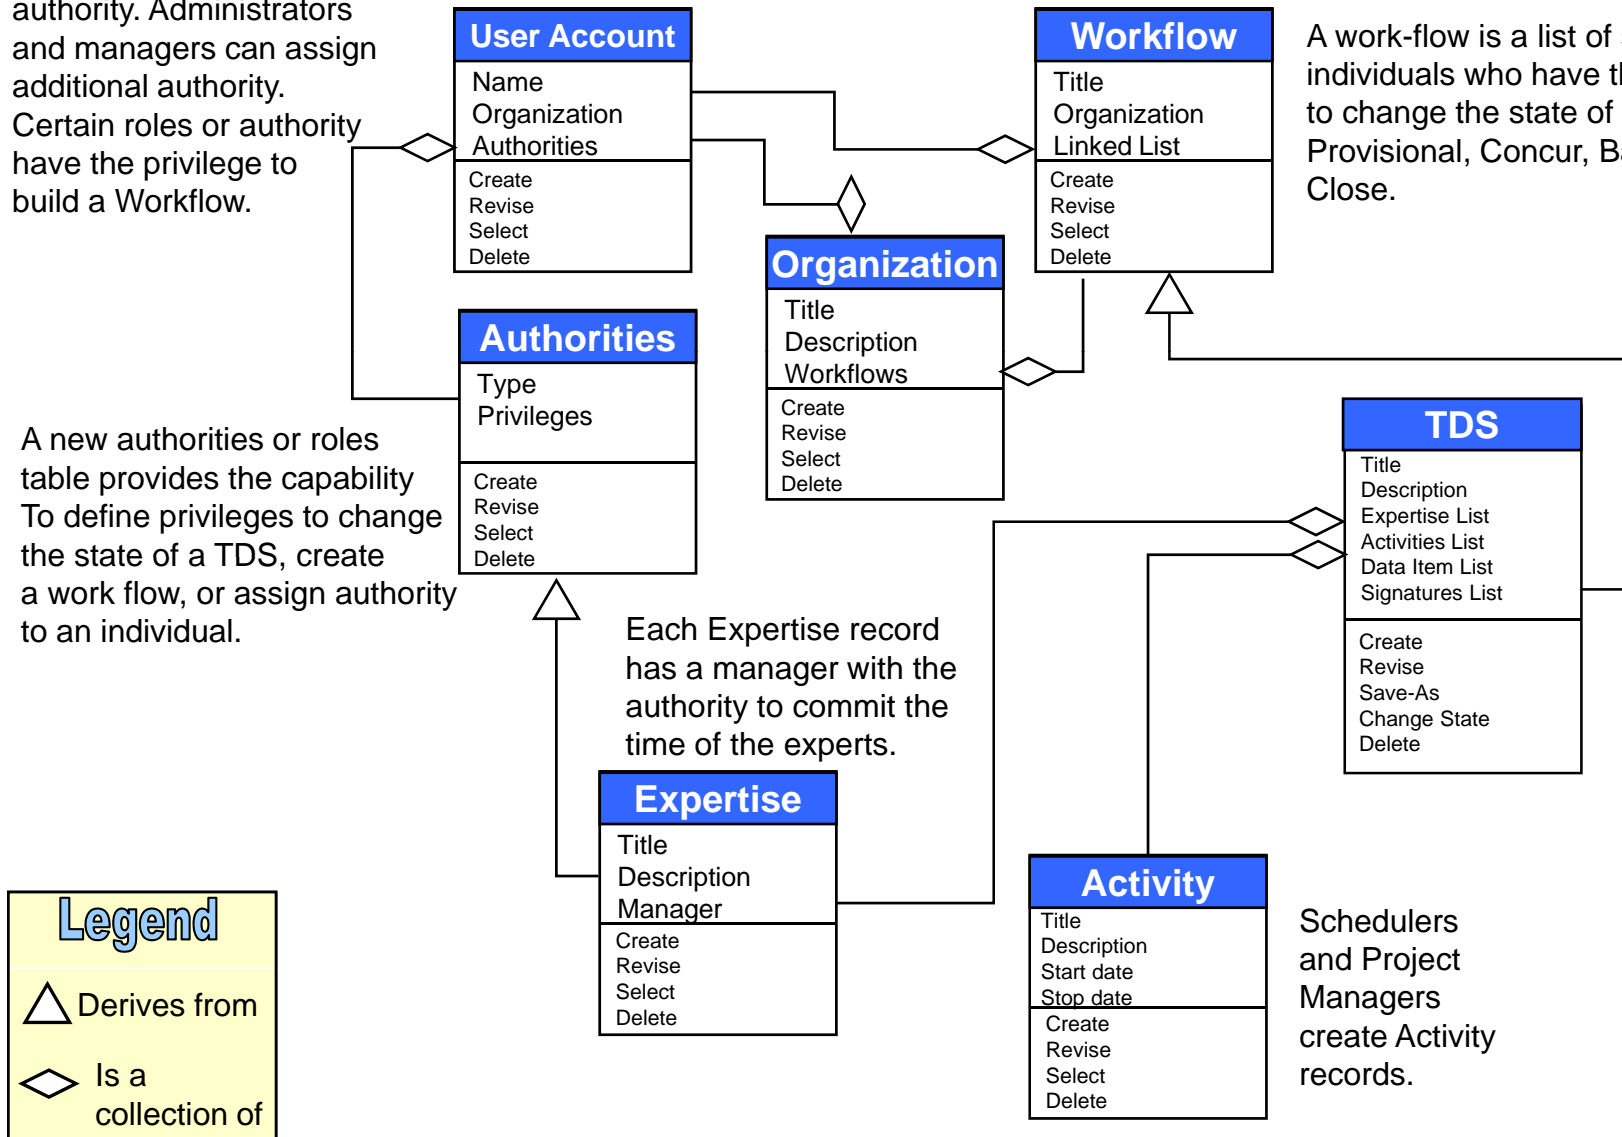 authority. Administrators
and managers can assign
additional authority.
Certain roles or authority
have the privilege to
build a Workflow.
User Account
Name
Organization
Authorities
Create
Revise
Select
Delete
Workflow
Title
Organization
Linked List
Create
Revise
Select
Delete
A work-flow is a list of
individuals who have
to change the state of
Provisional, Concur,
Close.
Organization
Title
Description
Workflows
Create
Revise
Select
Delete
Authorities
Type
Privileges
Create
Revise
Select
Delete
A new authorities or roles
table provides the capability
To define privileges to change
the state of a TDS, create
a work flow, or assign authority
to an individual.
TDS
Title
Description
Expertise List
Activities List
Data Item List
Signatures List
Create
Revise
Save-As
Change State
Delete
Each Expertise record
has a manager with the
authority to commit the
time of the experts.
Expertise
Title
Description
Manager
Create
Revise
Select
Delete
Activity
Title
Description
Start date
Stop date
Create
Revise
Select
Delete
Schedulers
and Project
Managers
create Activity
records.
Legend
Derives from
Is a
collection of